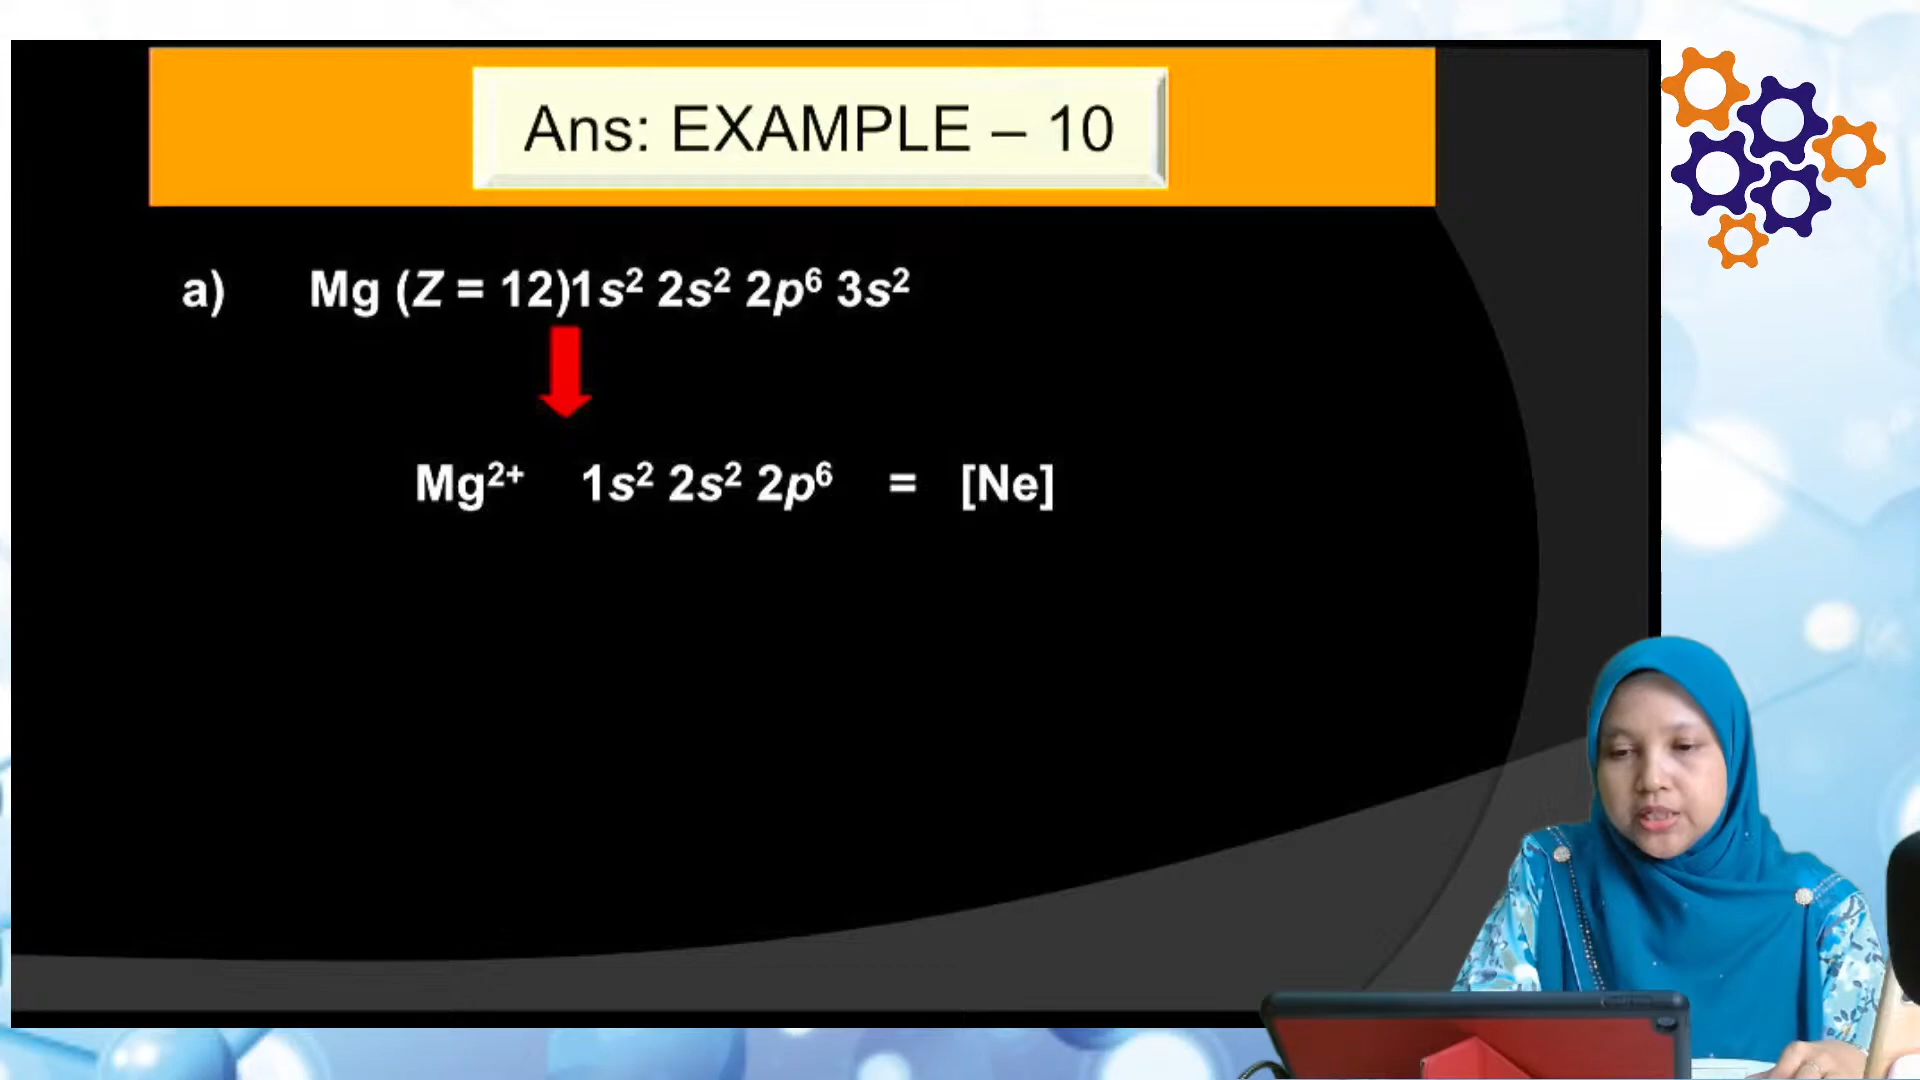 Ans: EXAMPLE – 10
a) Mg (Z = 12)1s² 2s² 2p⁶ 3s²
Mg²⁺ 1s² 2s² 2p⁶ = [Ne]